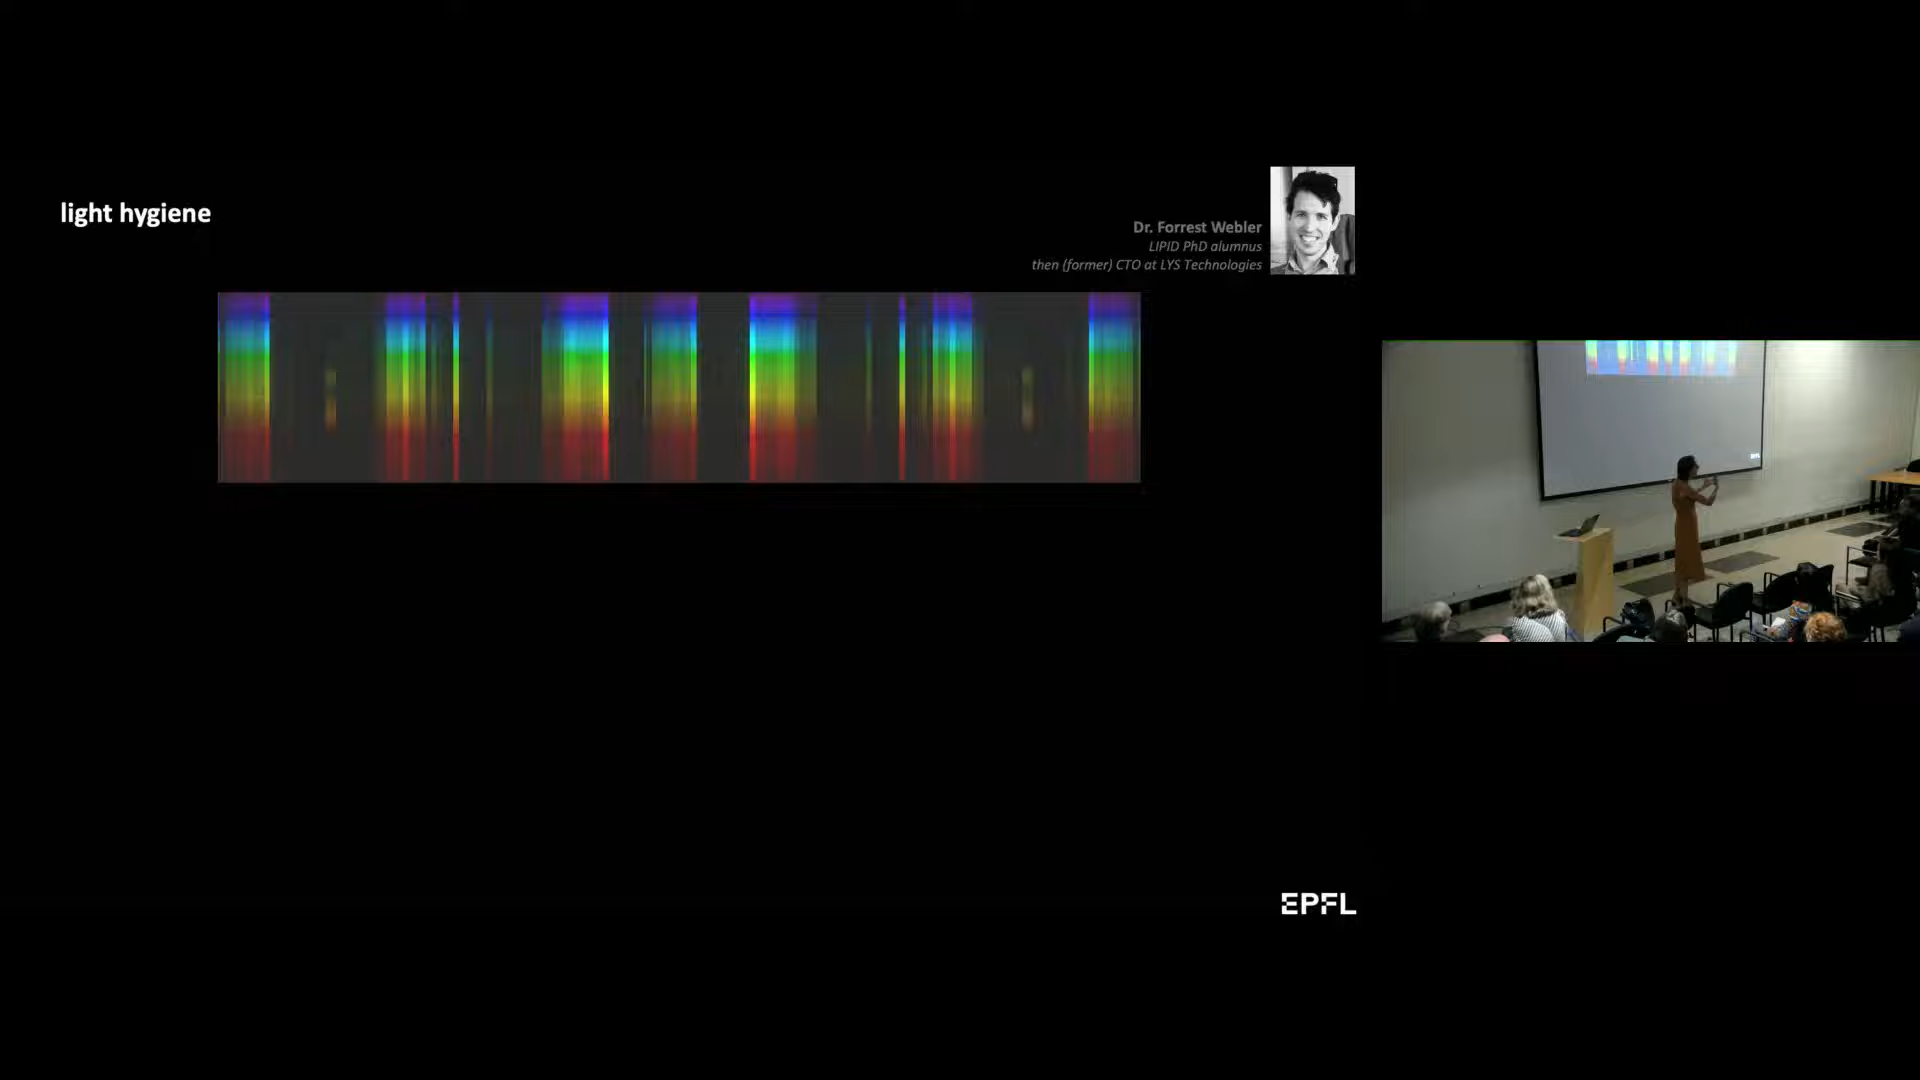 light hygiene
Dr. Forrest Webler
LIPID PhD alumnus
then (former) CTO at LYS Technologies
EPFL